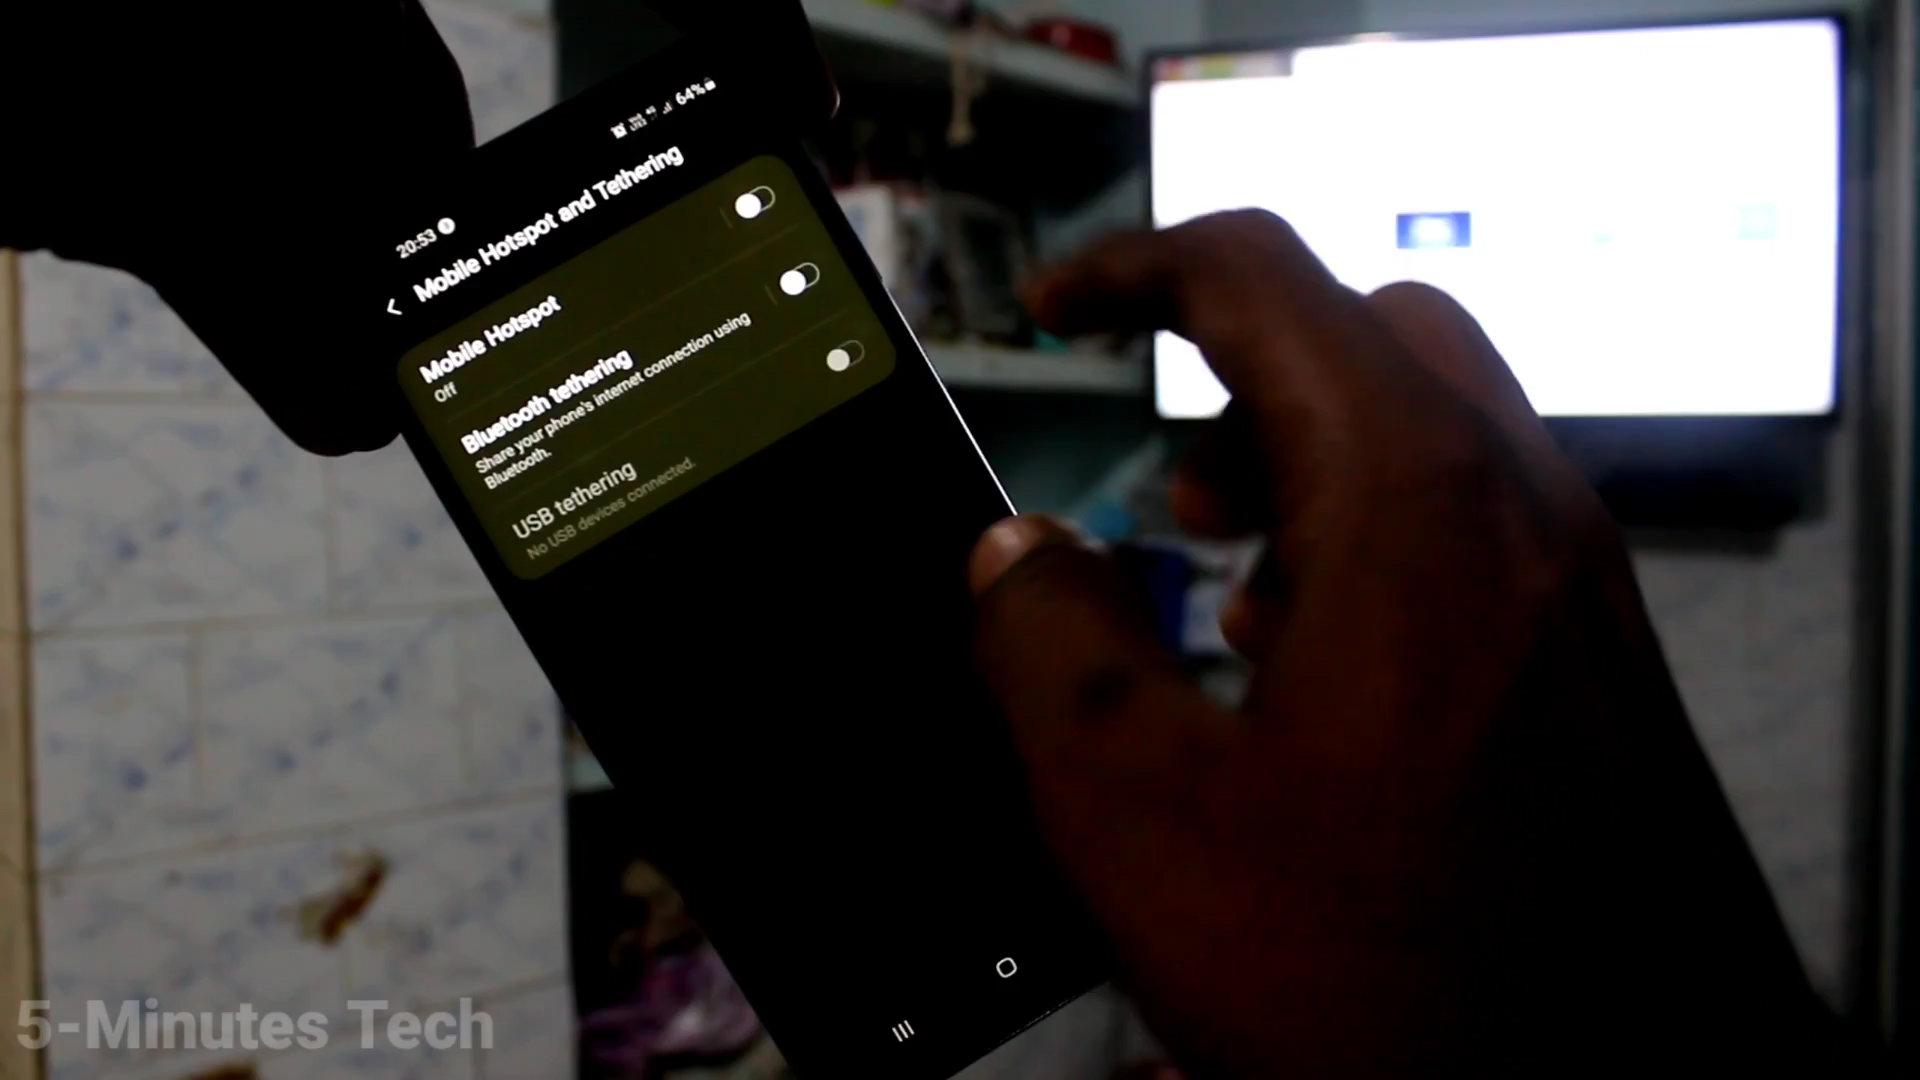 20:53
64%
Mobile Hotspot and Tethering
Mobile Hotspot
Off
Bluetooth tethering
Share your phone's internet connection using
Bluetooth.
USB tethering
No USB devices connected.
5-Minutes Tech